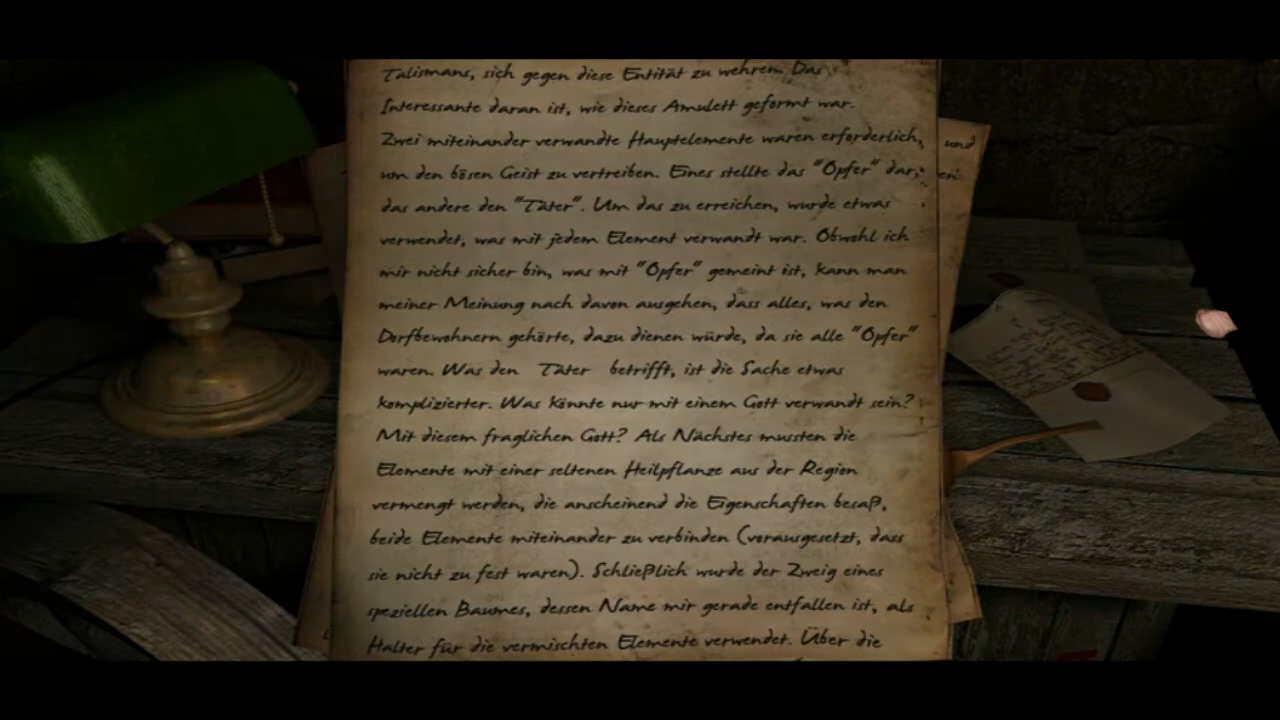 Talismans, sich gegen diese Entität zu wehren. Das
Interessante daran ist, wie dieses Amulett geformt war.
Zwei miteinander verwandte Hauptelemente waren erforderlich,
um den bösen Geist zu vertreiben. Eines stellte das "Opfer" dar,
das andere den "Täter". Um das zu erreichen, wurde etwas
verwendet, was mit jedem Element verwandt war. Obwohl ich
mir nicht sicher bin, was mit "Opfer" gemeint ist, kann man
meiner Meinung nach davon ausgehen, dass alles, was den
Dorfbewohnern gehörte, dazu dienen würde, da sie alle "Opfer"
waren. Was den Täter betrifft, ist die Sache etwas
komplizierter. Was könnte nur mit einem Gott verwandt sein?
Mit diesem fraglichen Gott? Als Nächstes mussten die
Elemente mit einer seltenen Heilpflanze aus der Region
vermengt werden, die anscheinend die Eigenschaften besaß,
beide Elemente miteinander zu verbinden (vorausgesetzt, dass
sie nicht zu fest waren). Schließlich wurde der Zweig eines
speziellen Baumes, dessen Name mir gerade entfallen ist, als
Halter für die vermischten Elemente verwendet. Über die
und